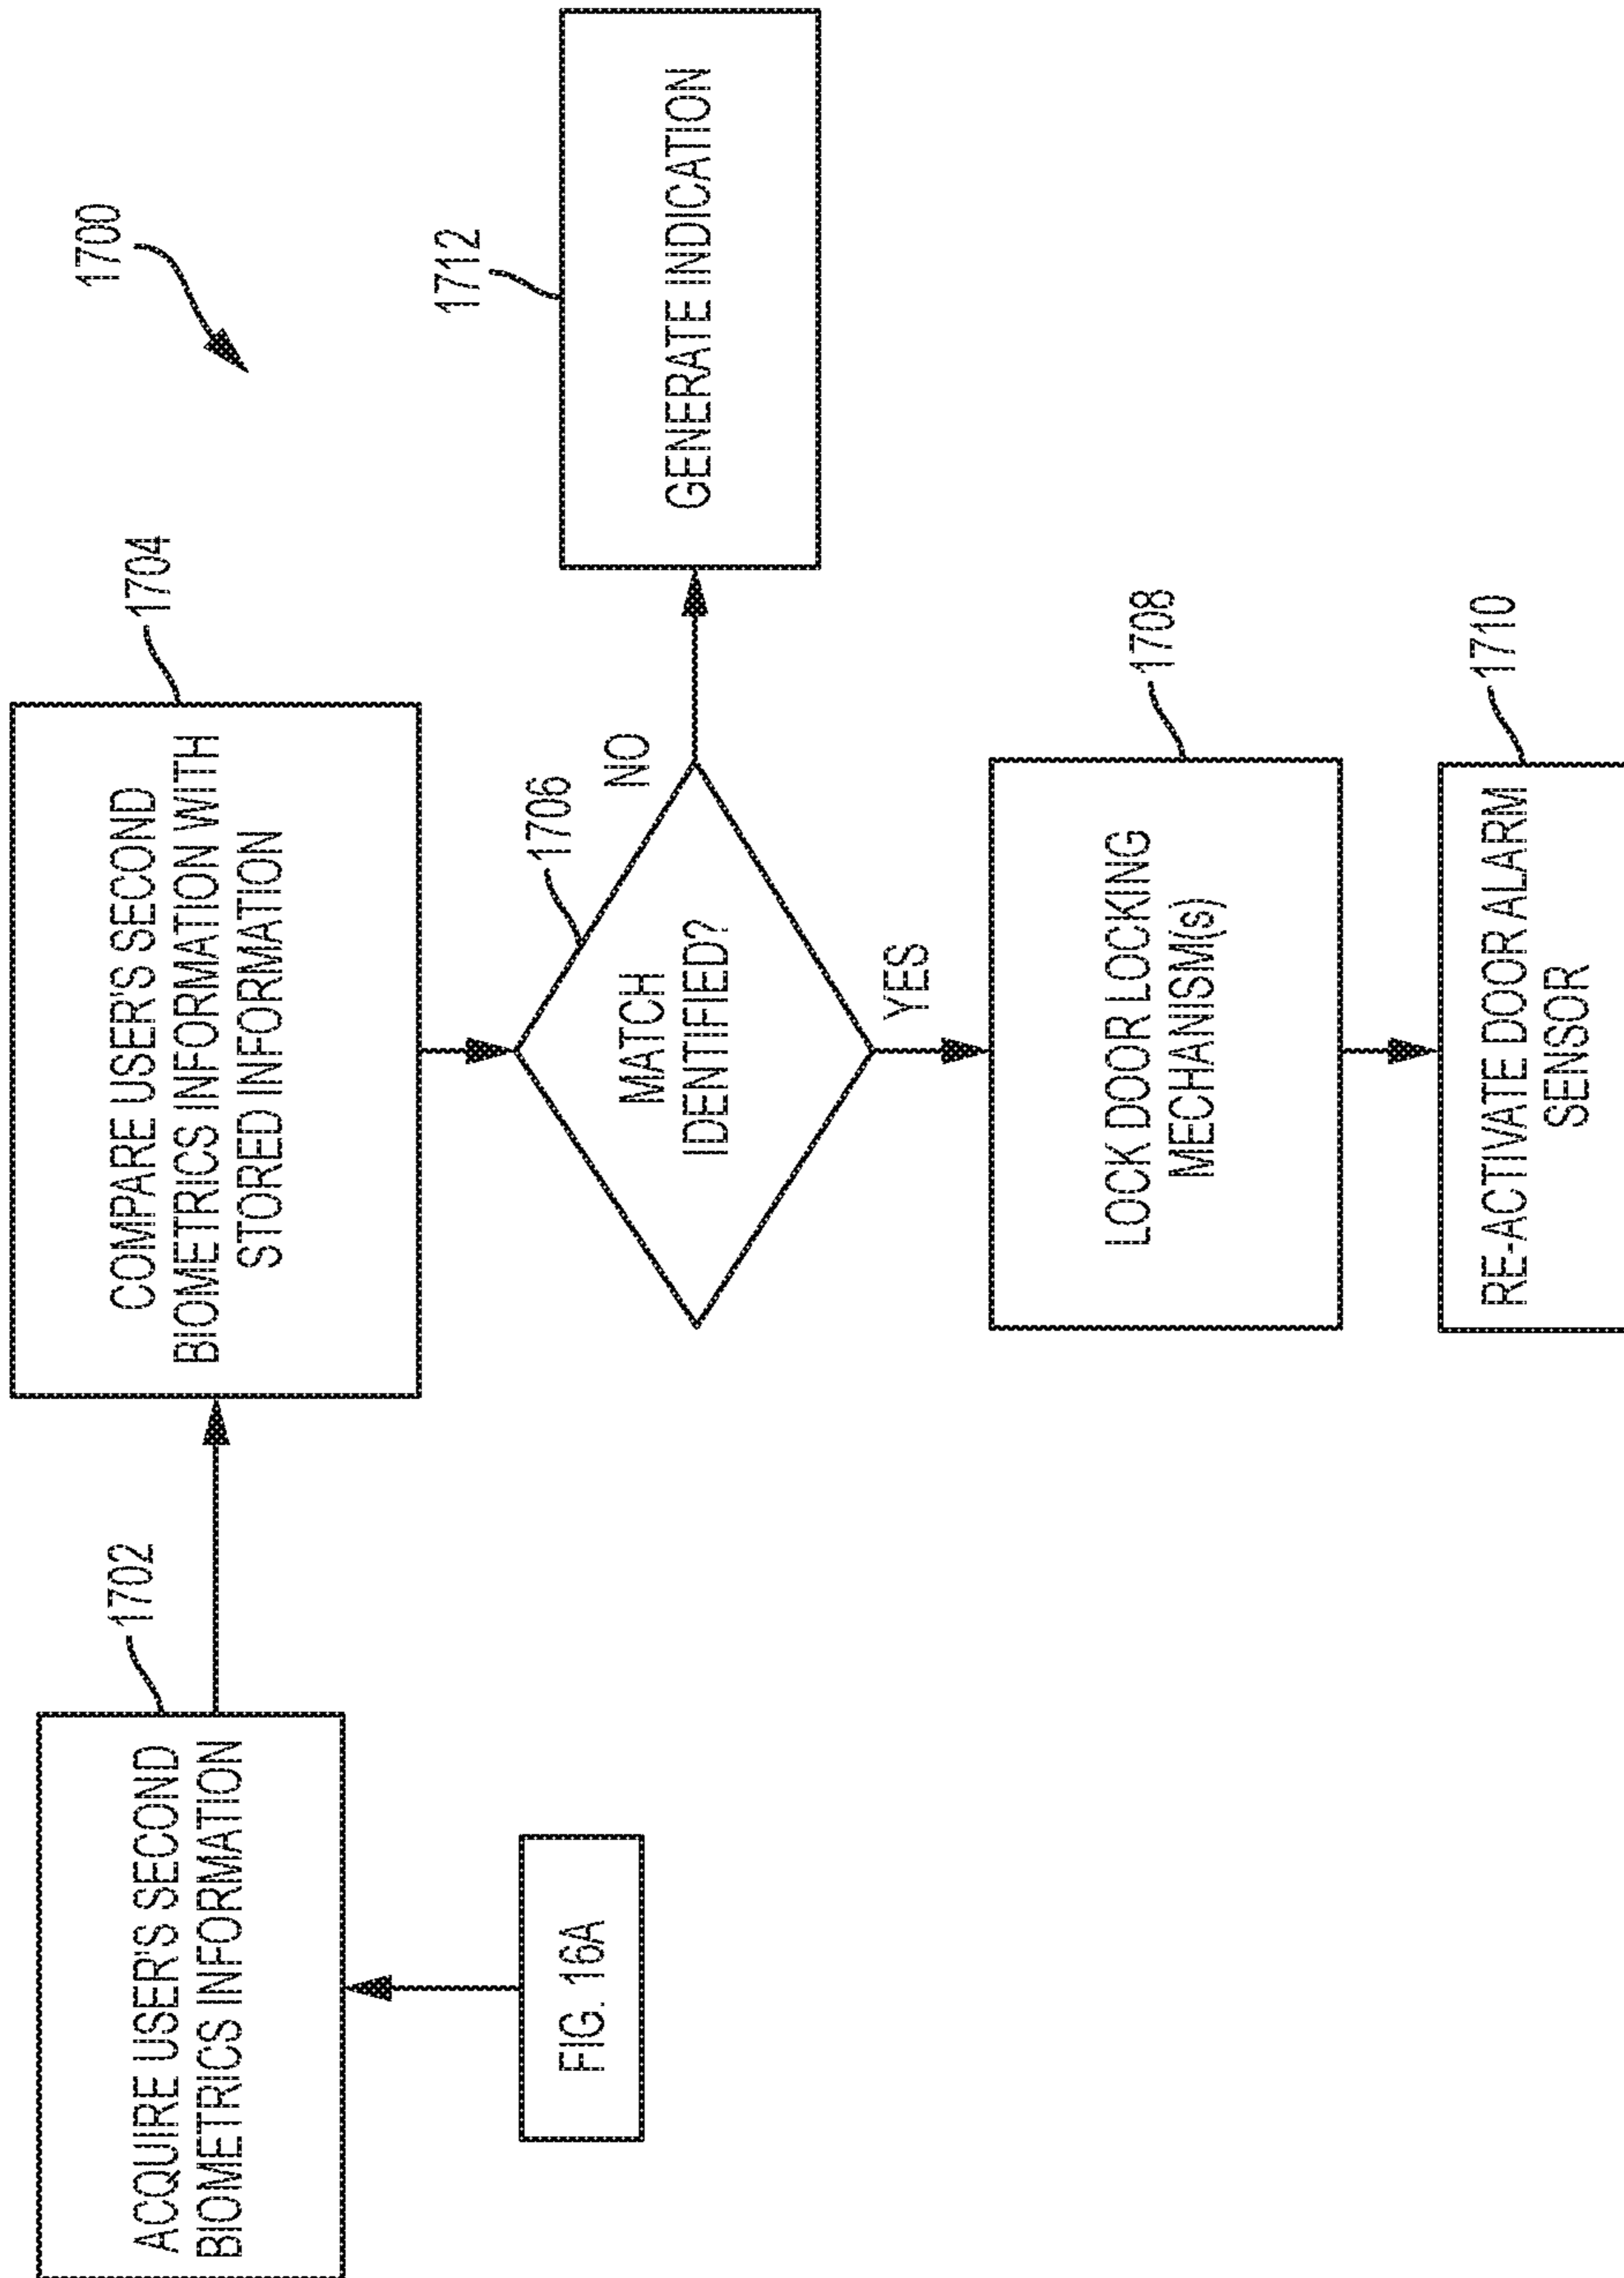 1700
1702
ACQUIRE USER'S SECOND
BIOMETRICS INFORMATION
FIG. 16A
1704
COMPARE USER'S SECOND
BIOMETRICS INFORMATION WITH
STORED INFORMATION
1706
MATCH
IDENTIFIED?
NO
1712
GENERATE INDICATION
YES
1708
LOCK DOOR LOCKING
MECHANISM(s)
1710
RE-ACTIVATE DOOR ALARM
SENSOR